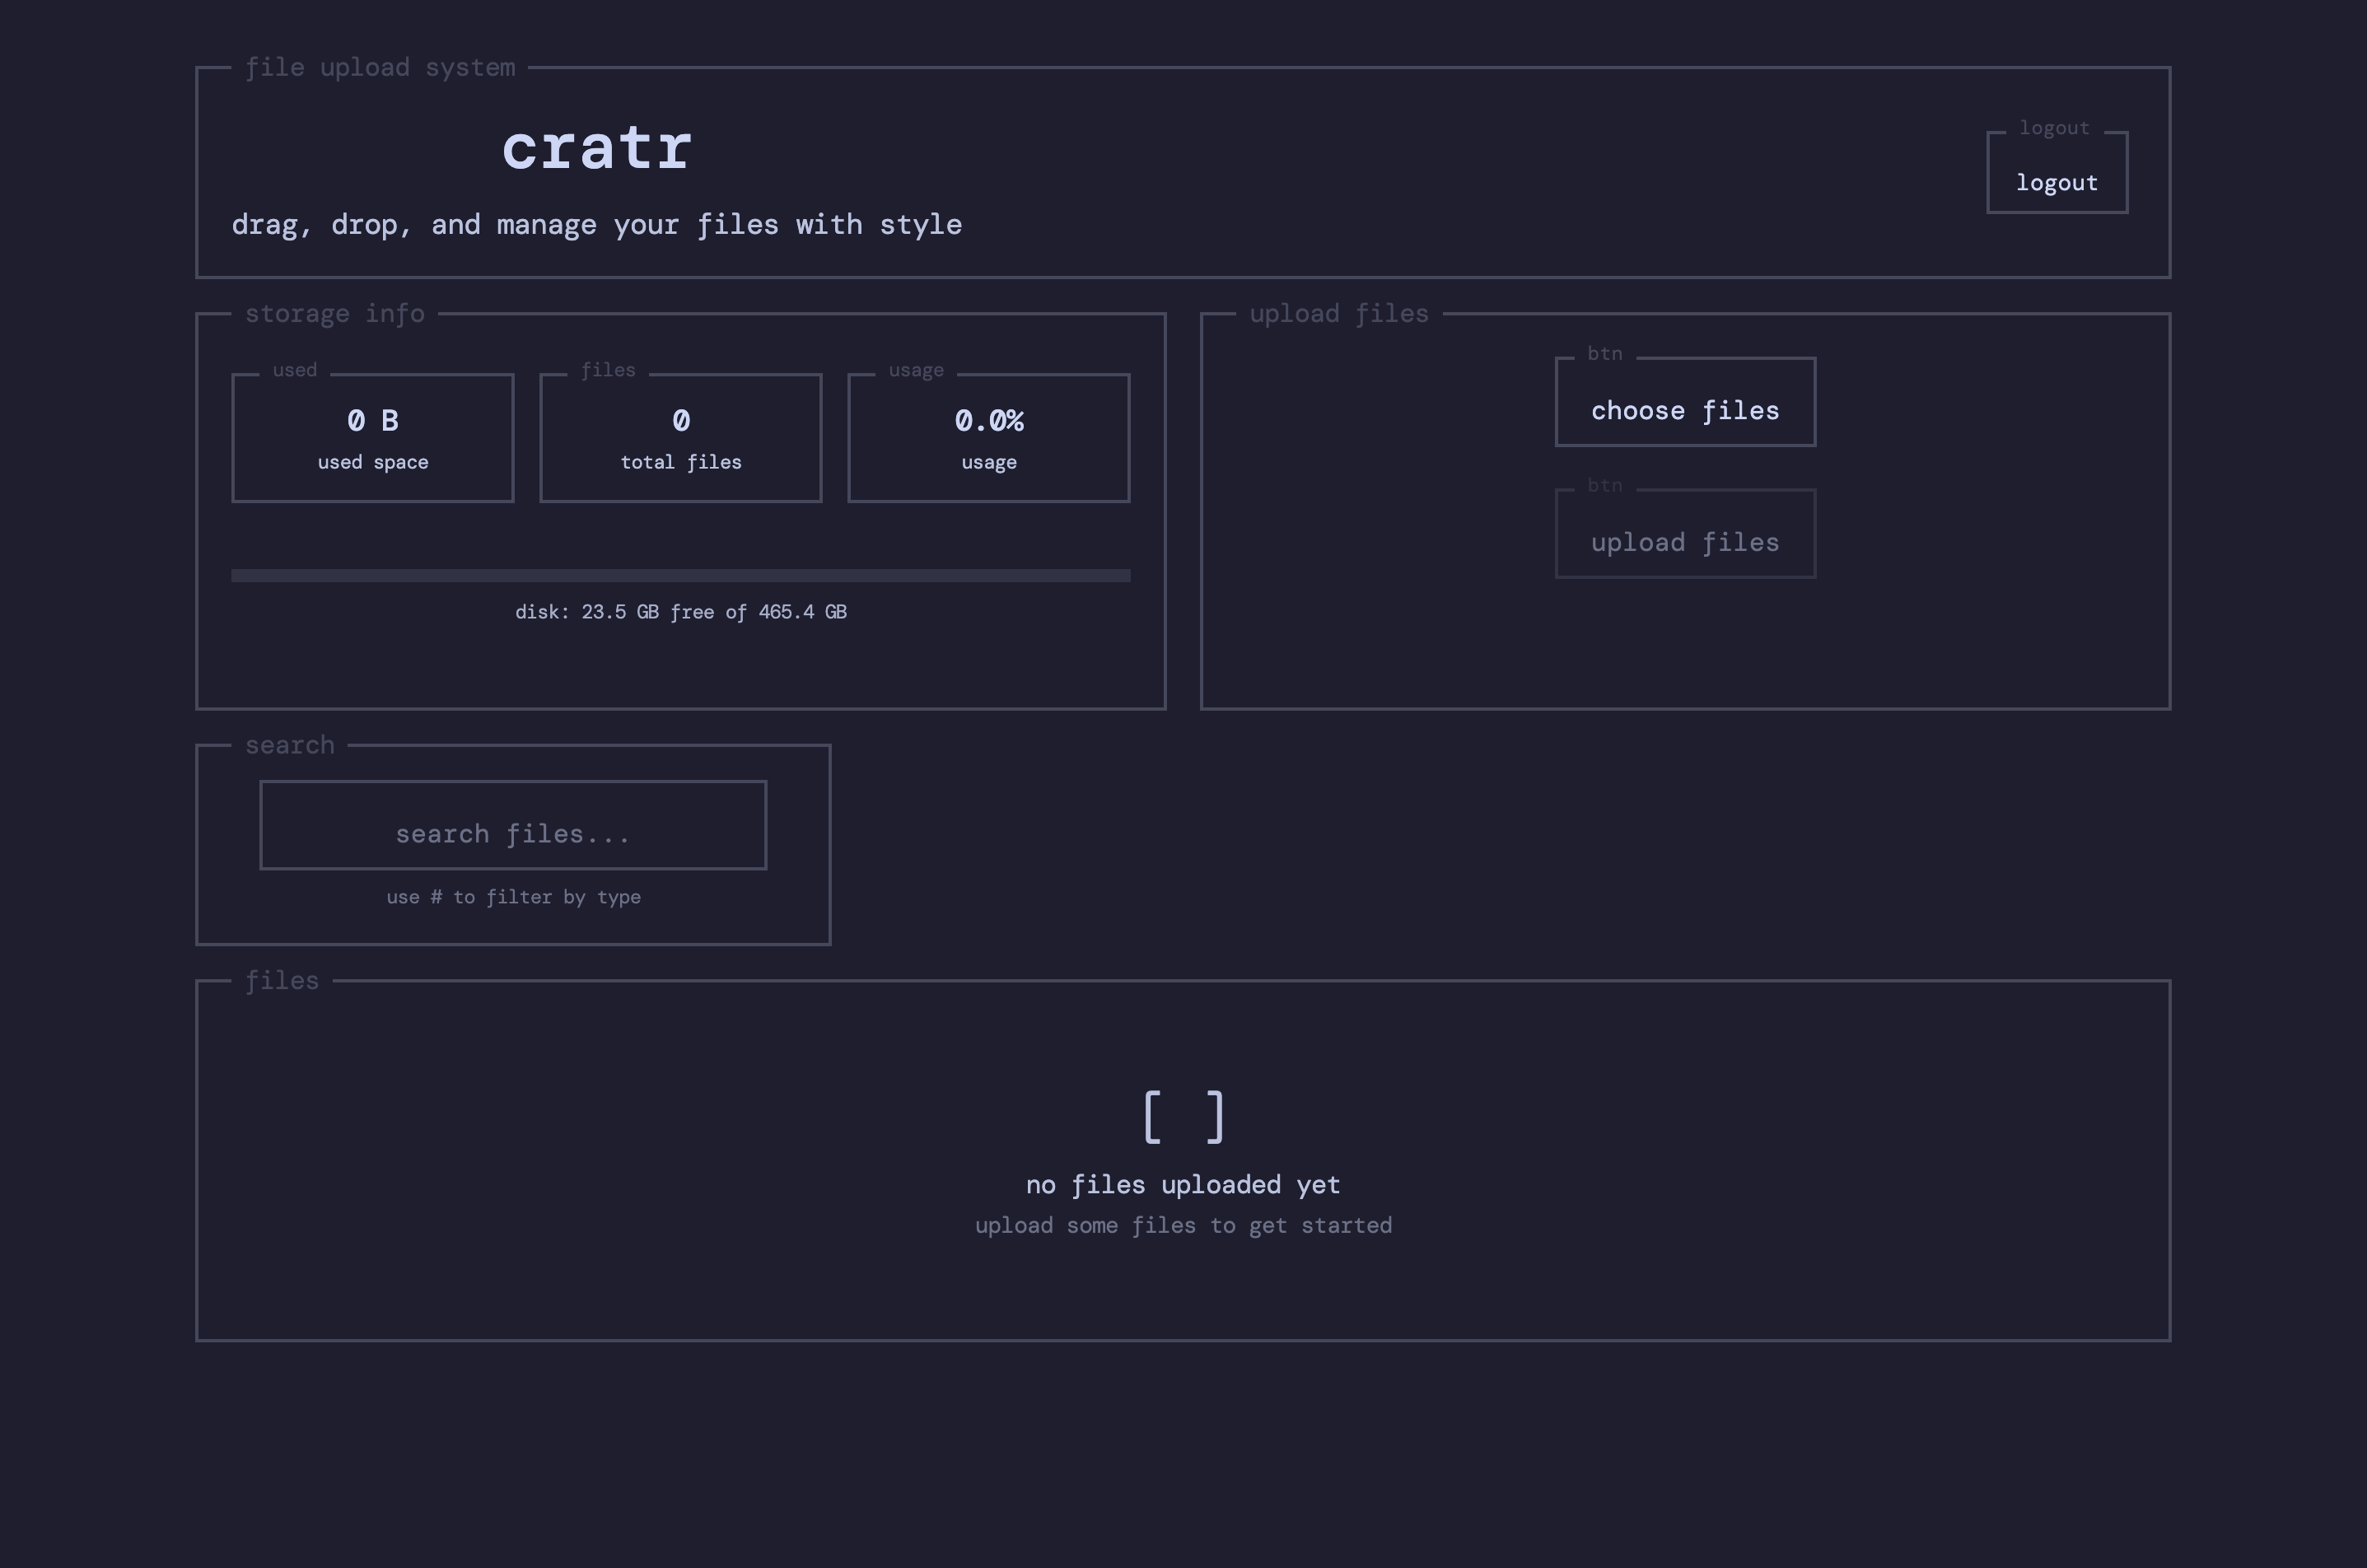 file upload system
cratr
drag, drop, and manage your files with style
logout
logout
storage info
used
0 B
used space
files
0
total files
usage
0.0%
usage
disk: 23.5 GB free of 465.4 GB
upload files
btn
choose files
btn
upload files
search
search files...
use # to filter by type
files
[ ]
no files uploaded yet
upload some files to get started